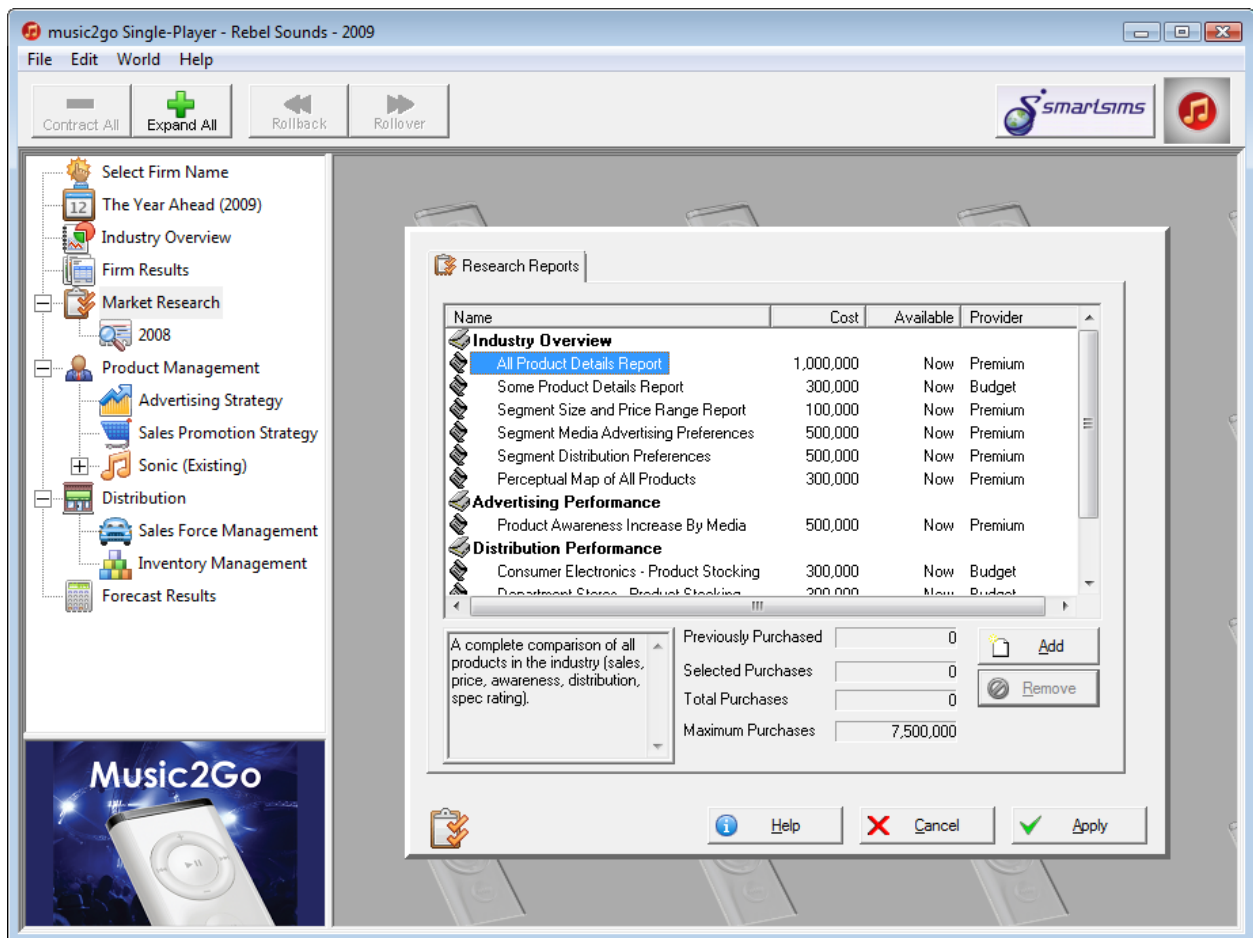 music2go Single-Player - Rebel Sounds - 2009
File Edit World Help
Contract All Expand All Rollback Rollover
smartsims
Select Firm Name
12 The Year Ahead (2009)
Industry Overview
Firm Results
Market Research
2008
Product Management
Advertising Strategy
Sales Promotion Strategy
Sonic (Existing)
Distribution
Sales Force Management
Inventory Management
Forecast Results
Music2Go
Research Reports
Name Cost Available Provider
Industry Overview
All Product Details Report 1,000,000 Now Premium
Some Product Details Report 300,000 Now Budget
Segment Size and Price Range Report 100,000 Now Premium
Segment Media Advertising Preferences 500,000 Now Premium
Segment Distribution Preferences 500,000 Now Premium
Perceptual Map of All Products 300,000 Now Premium
Advertising Performance
Product Awareness Increase By Media 500,000 Now Premium
Distribution Performance
Consumer Electronics - Product Stocking 300,000 Now Budget
Department Stores - Product Stocking 300,000 Now Budget
A complete comparison of all
products in the industry (sales,
price, awareness, distribution,
spec rating).
Previously Purchased 0
Selected Purchases 0
Total Purchases 0
Maximum Purchases 7,500,000
Add
Remove
Help Cancel Apply